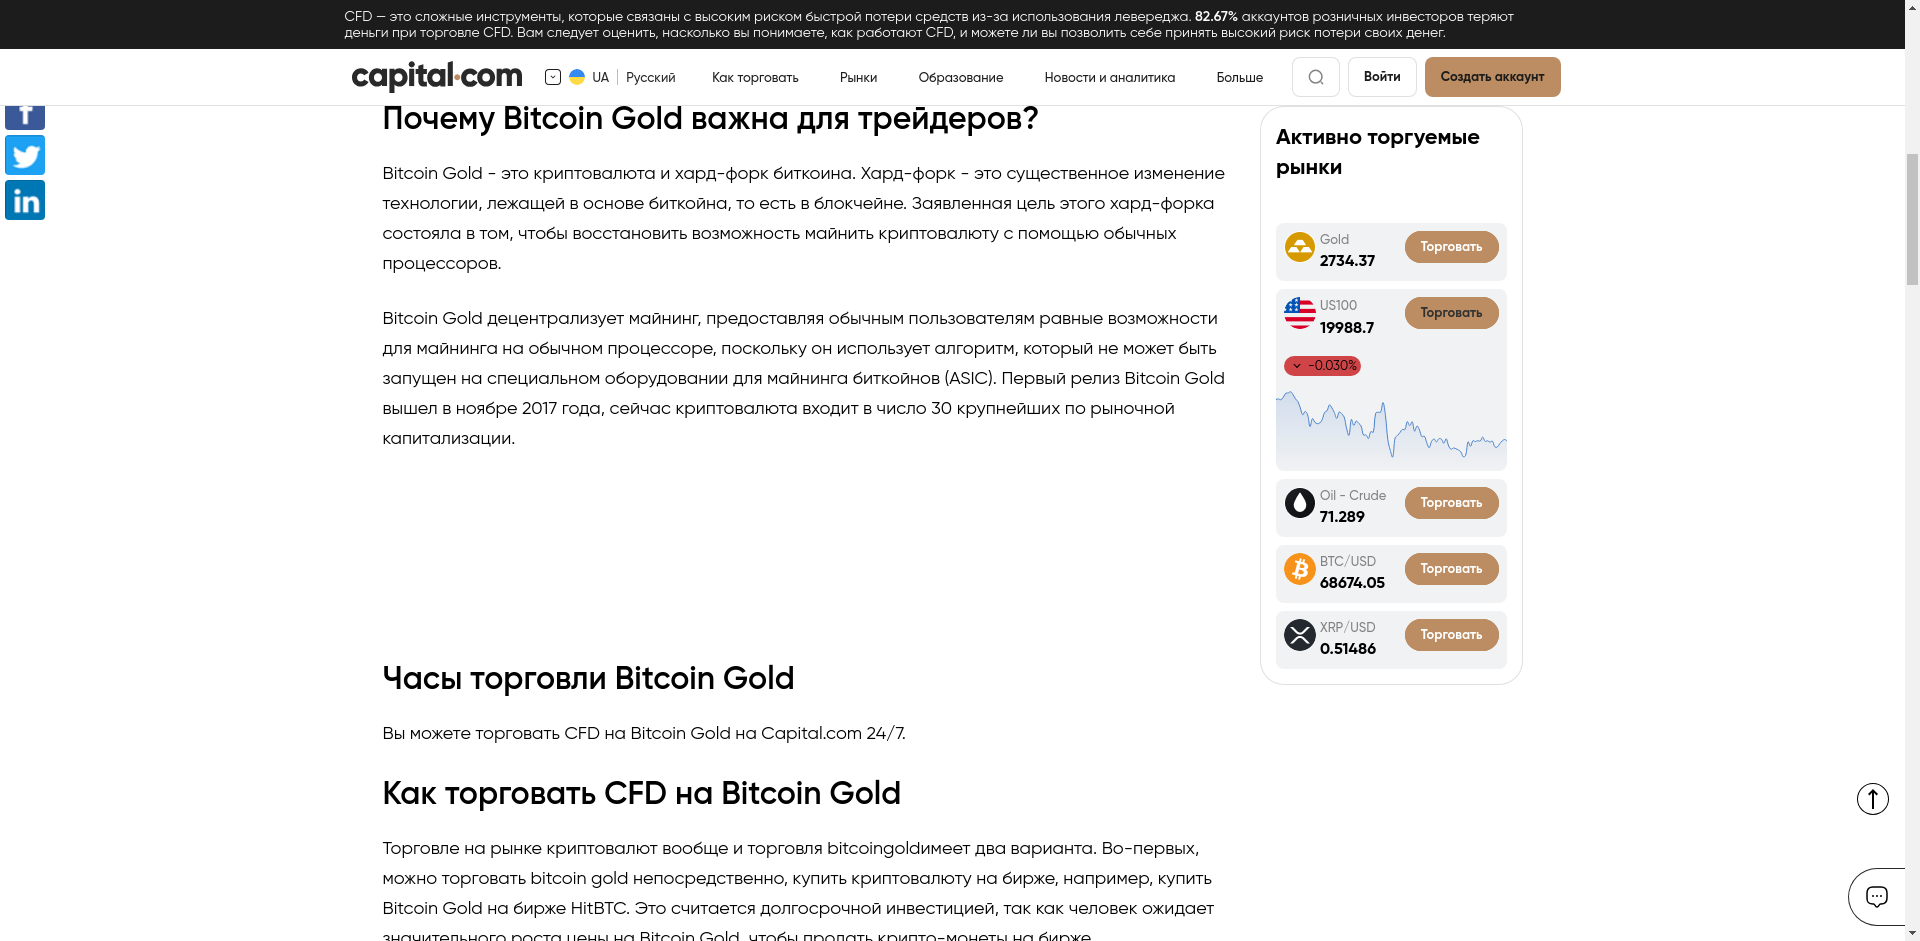 CFD — это сложные инструменты, которые связаны с высоким риском быстрой потери средств из-за использования левереджа. 82.67% аккаунтов розничных инвесторов теряют
деньги при торговле CFD. Вам следует оценить, насколько вы понимаете, как работают CFD, и можете ли вы позволить себе принять высокий риск потери своих денег.
capital.com
UA
Русский
Как торговать
Рынки
Образование
Новости и аналитика
Больше
Войти
Создать аккаунт
Почему Bitcoin Gold важна для трейдеров?
Bitcoin Gold - это криптовалюта и хард-форк биткоина. Хард-форк - это существенное изменение
технологии, лежащей в основе биткойна, то есть в блокчейне. Заявленная цель этого хард-форка
состояла в том, чтобы восстановить возможность майнить криптовалюту с помощью обычных
процессоров.
Bitcoin Gold децентрализует майнинг, предоставляя обычным пользователям равные возможности
для майнинга на обычном процессоре, поскольку он использует алгоритм, который не может быть
запущен на специальном оборудовании для майнинга биткойнов (ASIC). Первый релиз Bitcoin Gold
вышел в ноябре 2017 года, сейчас криптовалюта входит в число 30 крупнейших по рыночной
капитализации.
Часы торговли Bitcoin Gold
Вы можете торговать CFD на Bitcoin Gold на Capital.com 24/7.
Как торговать CFD на Bitcoin Gold
Торговле на рынке криптовалют вообще и торговля bitcoingoldимеет два варианта. Во-первых,
можно торговать bitcoin gold непосредственно, купить криптовалюту на бирже, например, купить
Bitcoin Gold на бирже HitBTC. Это считается долгосрочной инвестицией, так как человек ожидает
значительного роста цены на Bitcoin Gold, чтобы продать крипто-монеты на бирже.
Активно торгуемые
рынки
Gold
2734.37
Торговать
US100
19988.7
Торговать
-0.030%
Oil - Crude
71.289
Торговать
BTC/USD
68674.05
Торговать
XRP/USD
0.51486
Торговать